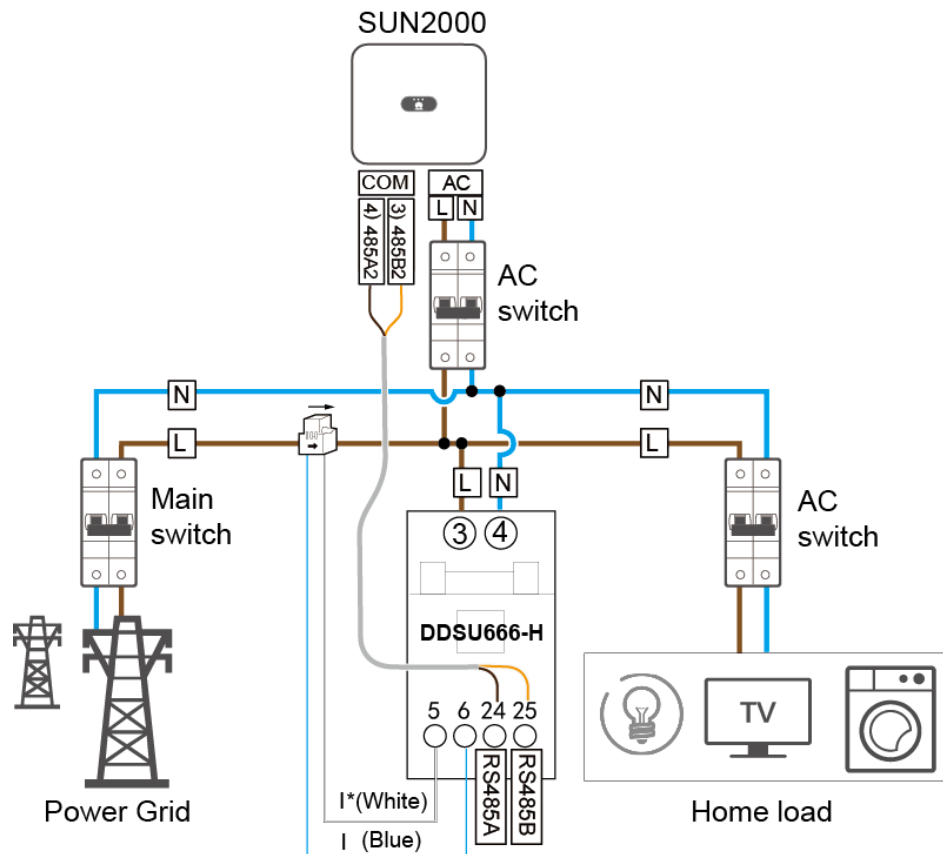 SUN2000
COM
AC
4) 485A2
3) 485B2
L
N
AC
switch
N
N
L
L
L
N
Main
switch
AC
switch
3
4
DDSU666-H
5
6
24
25
TV
RS485A
RS485B
I*(White)
I (Blue)
Power Grid
Home load